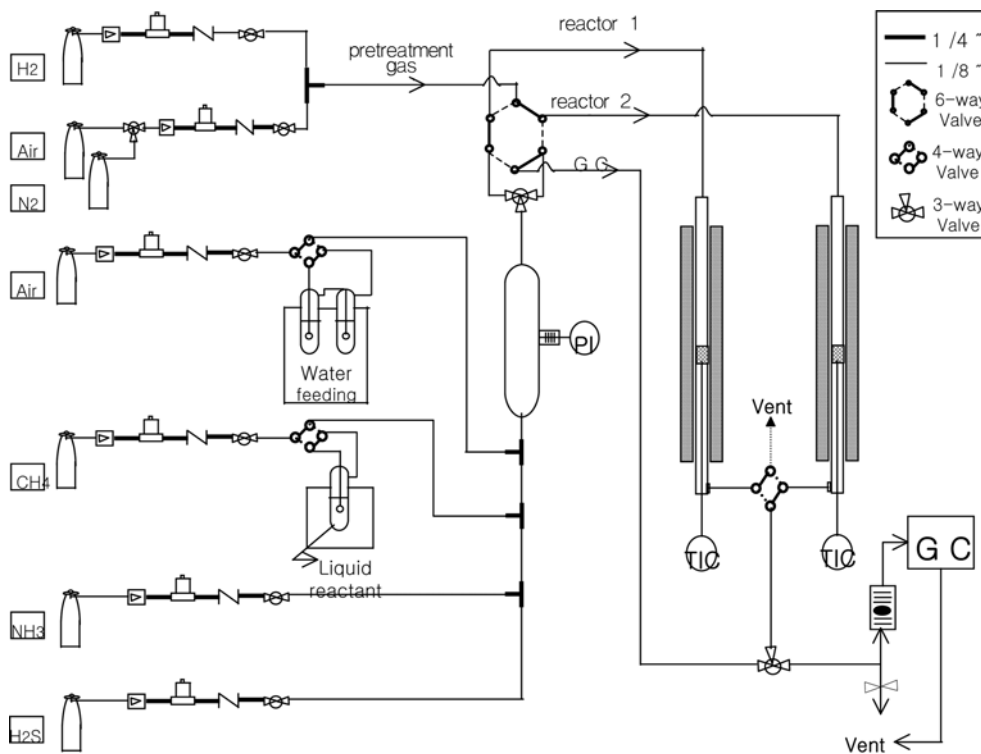 H2
Air
N2
Air
CH4
NH3
H2S
pretreatment
gas
reactor 1
reactor 2
G C
Water
feeding
Liquid
reactant
PI
Vent
TIC
TIC
G C
Vent
1 /4 ~
1 /8 ~
6-way
Valve
4-way
Valve
3-way
Valve